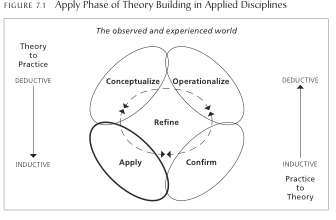 FIGURE 7.1 Apply Phase of Theory Building in Applied Disciplines
The observed and experienced world
Theory
to
Practice
DEDUCTIVE
INDUCTIVE
Conceptualize
Operationalize
Refine
Apply
Confirm
DEDUCTIVE
INDUCTIVE
Practice
to
Theory